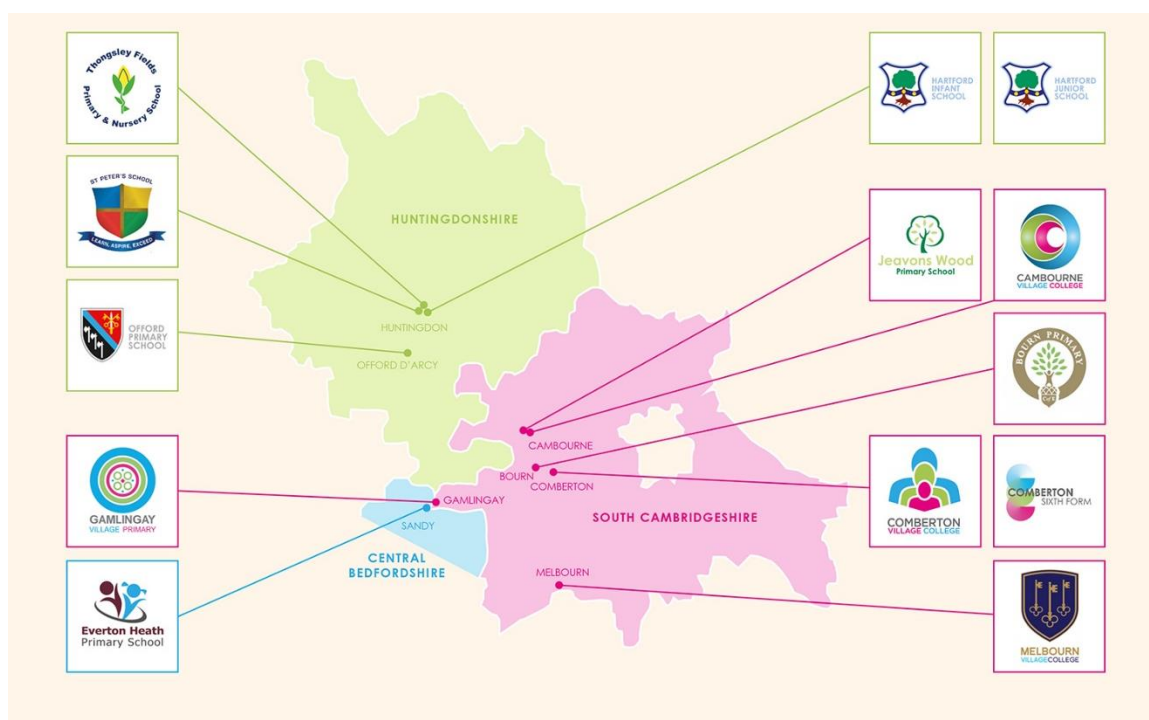 Thongsley Fields
Primary & Nursery School
ST PETER'S SCHOOL
LEARN, ASPIRE, EXCEED
OFFORD
PRIMARY
SCHOOL
GAMLINGAY
VILLAGE PRIMARY
Everton Heath
Primary School
HUNTINGDONSHIRE
HUNTINGDON
OFFORD D'ARCY
CAMBOURNE
BOURN
COMBERTON
GAMLINGAY
SANDY
SOUTH CAMBRIDGESHIRE
CENTRAL
BEDFORDSHIRE
MELBOURN
HARTFORD
INFANT
SCHOOL
HARTFORD
JUNIOR
SCHOOL
Jeavons Wood
Primary School
CAMBOURNE
VILLAGE COLLEGE
BOURN PRIMARY
CofE
COMBERTON
VILLAGE COLLEGE
COMBERTON
SIXTH FORM
MELBOURN
VILLAGECOLLEGE